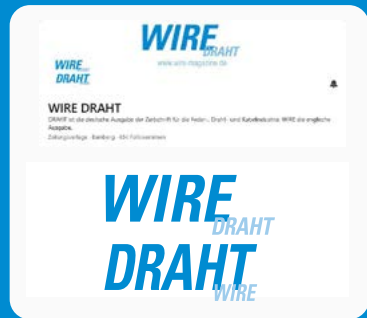 WIRE
DRAHT
www.wire-magazine.de
WIRE
DRAHT
WIRE DRAHT
DRAHT ist die deutsche Ausgabe der Zeitschrift für die Feder-, Draht- und Kabelindustrie. WIRE die englische
Ausgabe.
Zeitungsverlage · Bamberg · Follower:innen
WIRE
DRAHT
DRAHT
WIRE